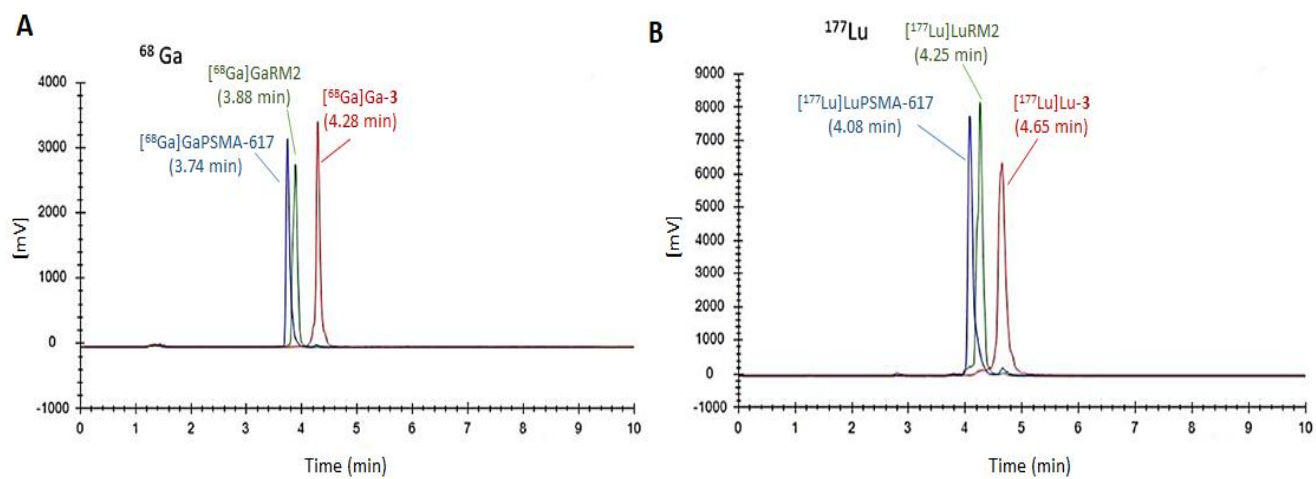 A
⁶⁸ Ga
[⁶⁸Ga]GaRM2
(3.88 min)
[⁶⁸Ga]Ga-3
(4.28 min)
[⁶⁸Ga]GaPSMA-617
(3.74 min)
4000
3000
2000
1000
0
-1000
[mV]
0 1 2 3 4 5 6 7 8 9 10
Time (min)
B
¹⁷⁷Lu
[¹⁷⁷Lu]LuRM2
(4.25 min)
[¹⁷⁷Lu]LuPSMA-617
(4.08 min)
[¹⁷⁷Lu]Lu-3
(4.65 min)
9000
8000
7000
6000
5000
4000
3000
2000
1000
0
-1000
[mV]
0 1 2 3 4 5 6 7 8 9 10
Time (min)